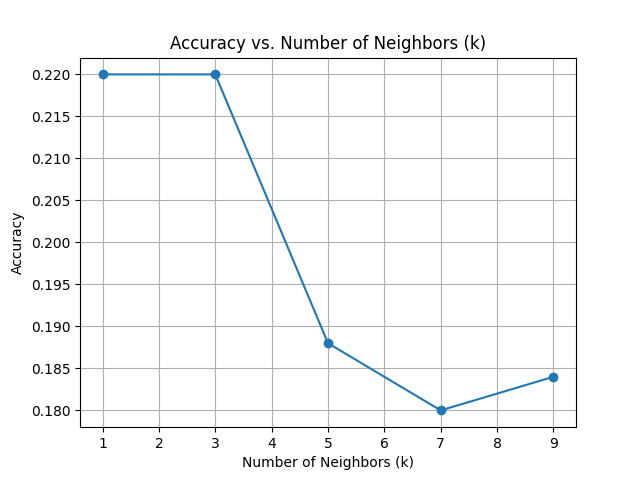 Accuracy vs. Number of Neighbors (k)
0.220
0.215
0.210
0.205
0.200
0.195
0.190
0.185
0.180
Accuracy
1 2 3 4 5 6 7 8 9
Number of Neighbors (k)